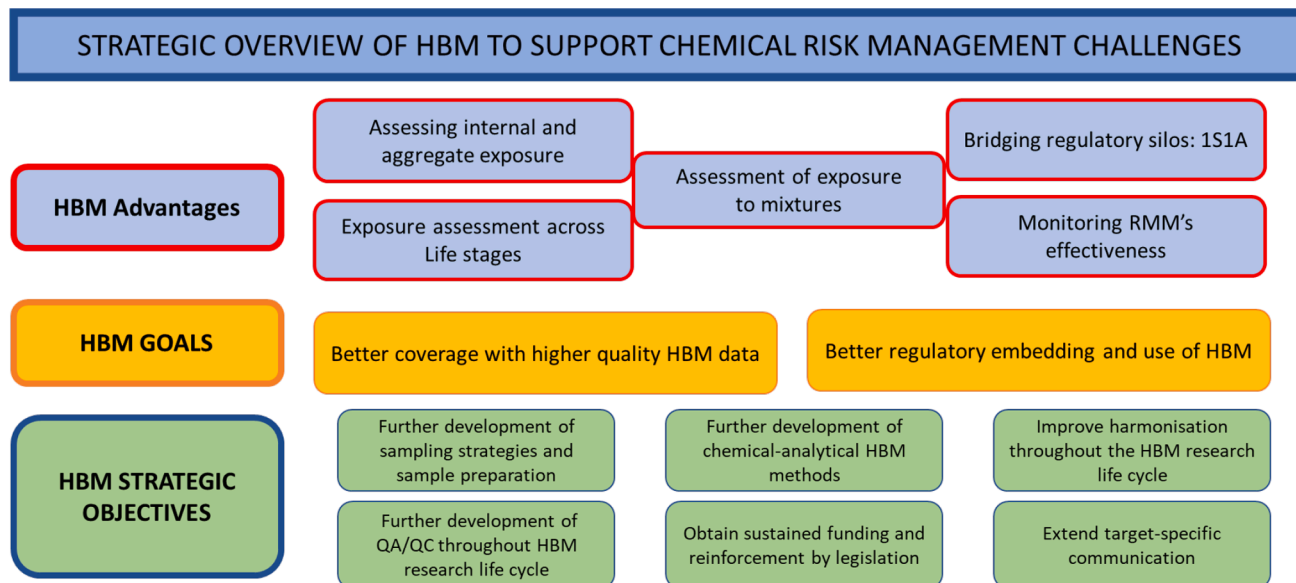 STRATEGIC OVERVIEW OF HBM TO SUPPORT CHEMICAL RISK MANAGEMENT CHALLENGES
HBM Advantages
Assessing internal and
aggregate exposure
Exposure assessment across
Life stages
Assessment of exposure
to mixtures
Bridging regulatory silos: 1S1A
Monitoring RMM's
effectiveness
HBM GOALS
Better coverage with higher quality HBM data
Better regulatory embedding and use of HBM
HBM STRATEGIC
OBJECTIVES
Further development of
sampling strategies and
sample preparation
Further development of
chemical-analytical HBM
methods
Improve harmonisation
throughout the HBM research
life cycle
Further development of
QA/QC throughout HBM
research life cycle
Obtain sustained funding and
reinforcement by legislation
Extend target-specific
communication